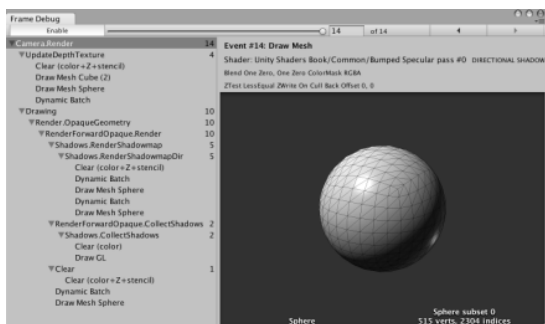 Frame Debug
Enable
14
of 14
Camera.Render 14
UpdateDepthTexture 4
Clear (color+Z+stencil)
Draw Mesh Cube (2)
Draw Mesh Sphere
Dynamic Batch
Drawing 10
Render.OpaqueGeometry 10
RenderForwardOpaque.Render 10
Shadows.RenderShadowmap 5
Shadows.RenderShadowmapDir 5
Clear (color+Z+stencil)
Dynamic Batch
Draw Mesh Sphere
Dynamic Batch
Draw Mesh Sphere
RenderForwardOpaque.CollectShadows 2
Shadows.CollectShadows 2
Clear (color)
Draw GL
Clear 1
Clear (color+Z+stencil)
Dynamic Batch
Draw Mesh Sphere
Event #14: Draw Mesh
Shader: Unity Shaders Book/Common/Bumped Specular pass #0 DIRECTIONAL SHADOW
Blend One Zero, One Zero ColorMask RGBA
ZTest LessEqual ZWrite On Cull Back Offset 0, 0
Sphere
Sphere subset 0
515 verts, 2304 indices